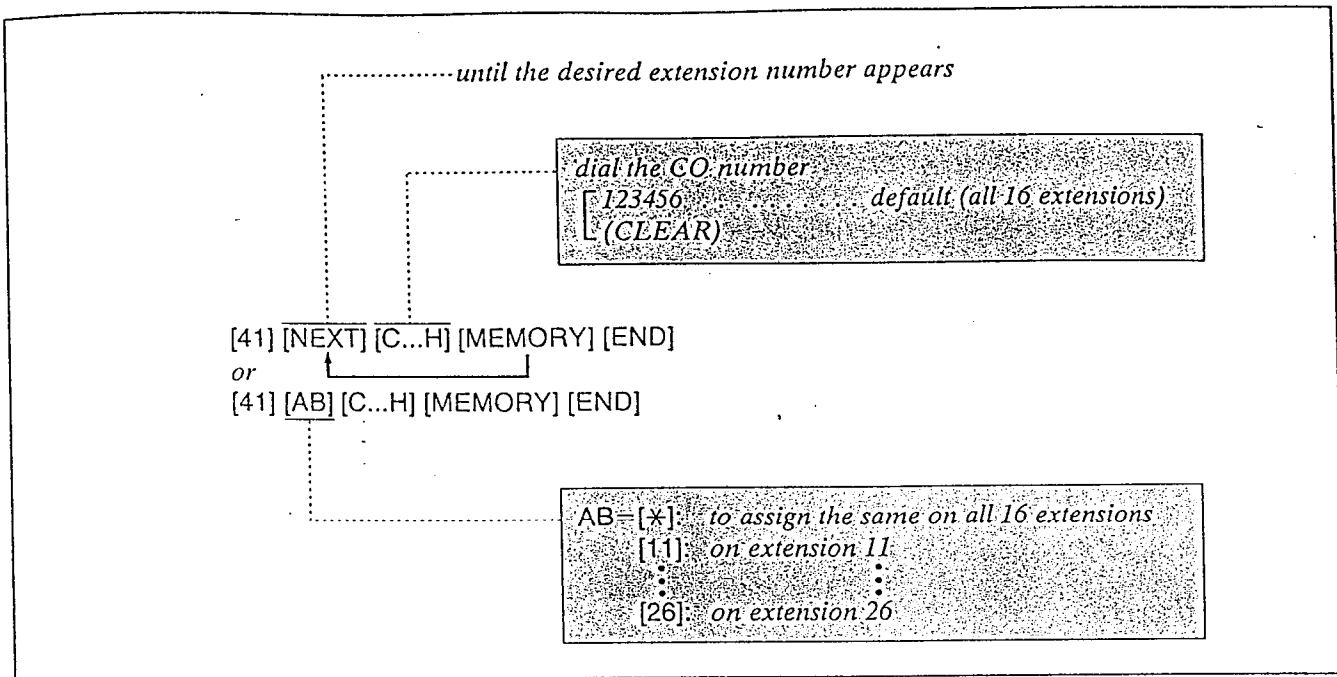 until the desired extension number appears
dial the CO number
123456 . . . . . . . . . . default (all 16 extensions)
(CLEAR)
[41] [NEXT] [C...H] [MEMORY] [END]
or
[41] [AB] [C...H] [MEMORY] [END]
AB=[*]: to assign the same on all 16 extensions
[11]: on extension 11
[26]: on extension 26